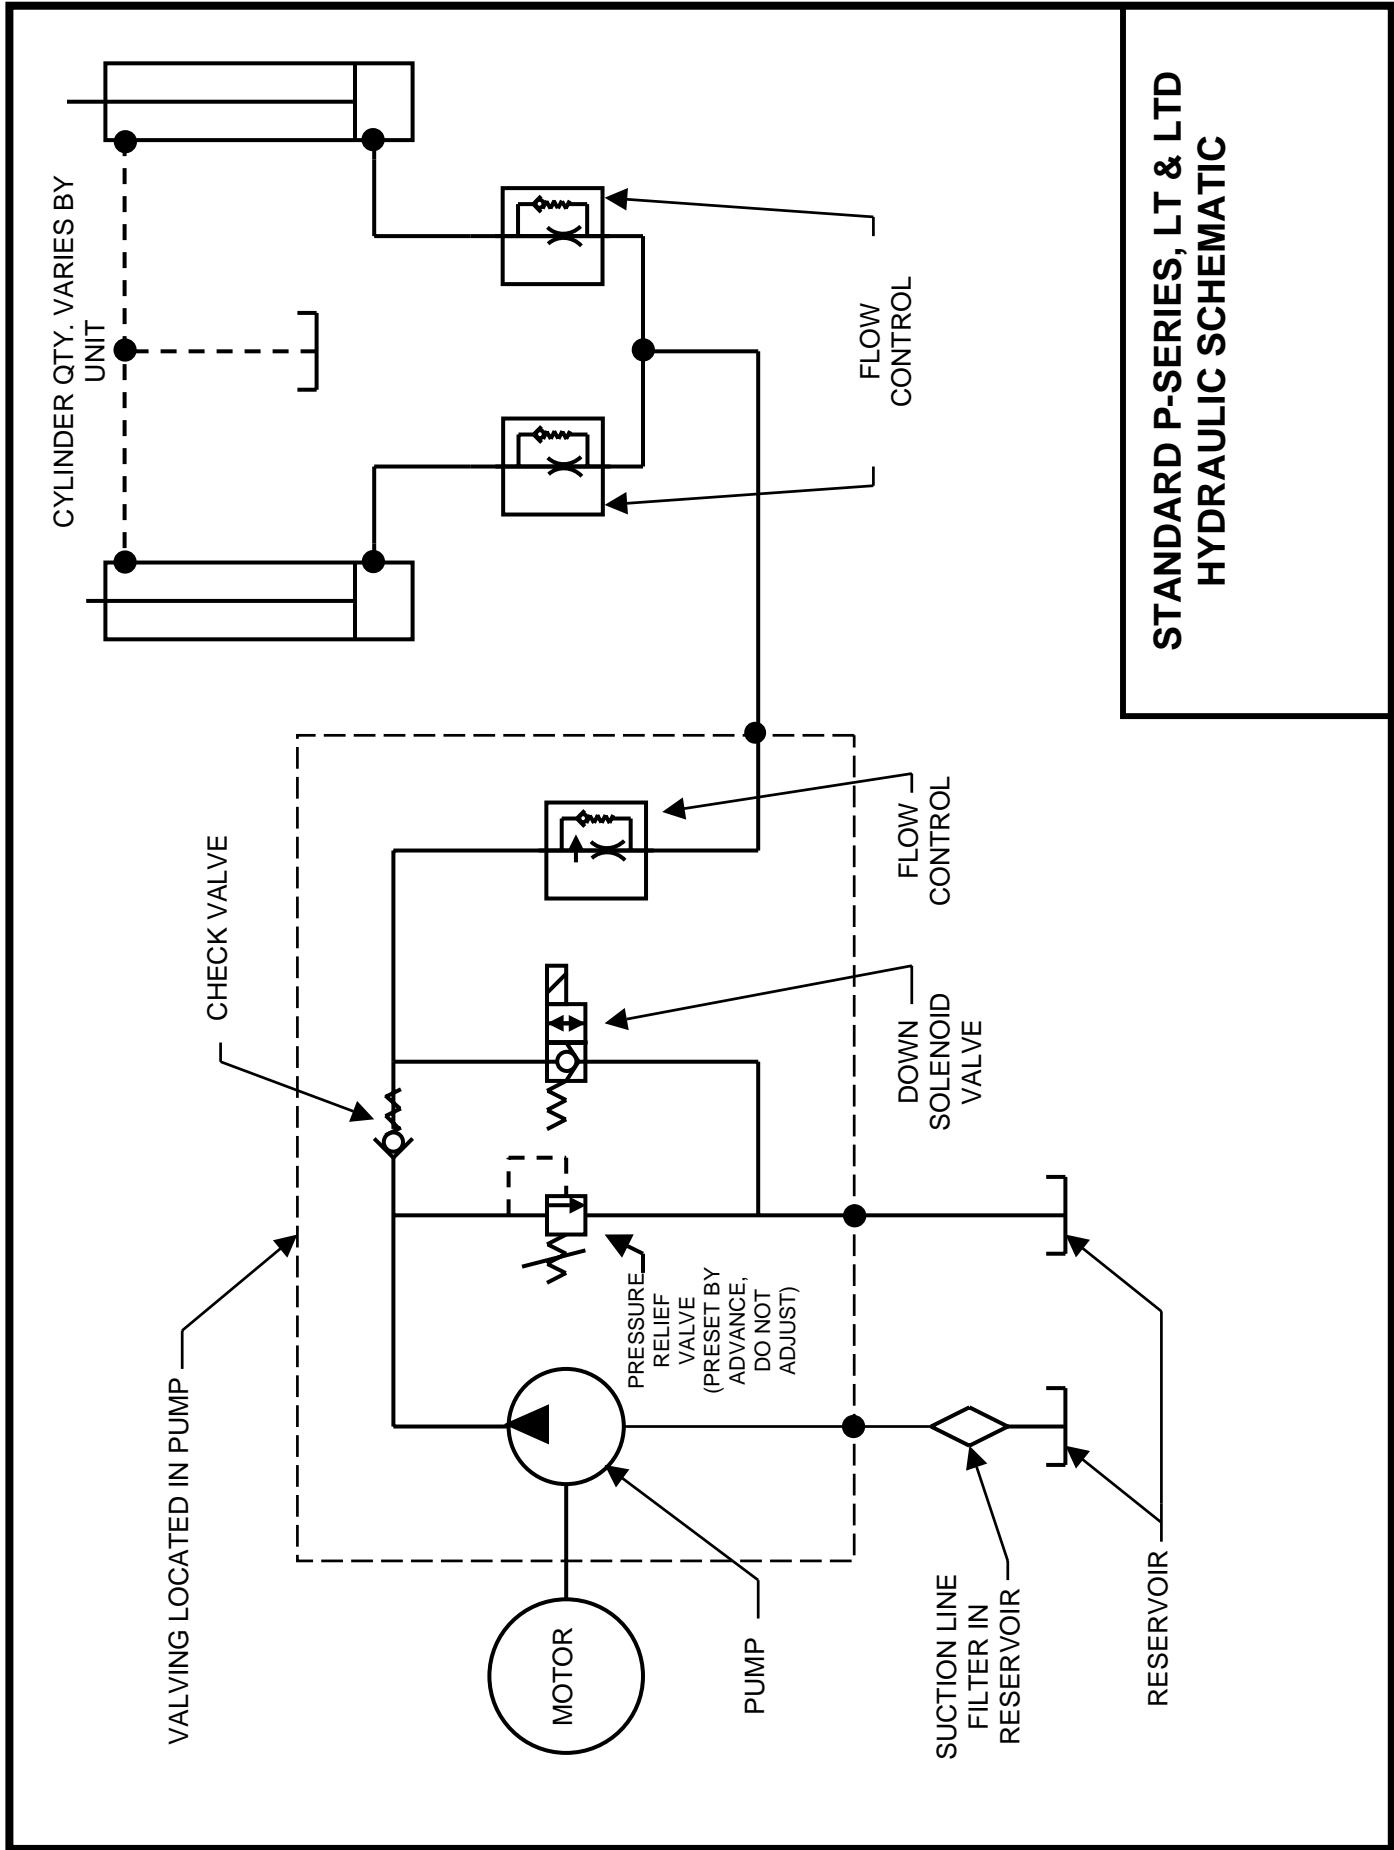 VALVING LOCATED IN PUMP
CHECK VALVE
CYLINDER QTY. VARIES BY
UNIT
MOTOR
PUMP
PRESSURE
RELIEF
VALVE
(PRESET BY
ADVANCE,
DO NOT
ADJUST)
DOWN
SOLENOID
VALVE
FLOW
CONTROL
FLOW
CONTROL
SUCTION LINE
FILTER IN
RESERVOIR
RESERVOIR
STANDARD P-SERIES, LT & LTD
HYDRAULIC SCHEMATIC